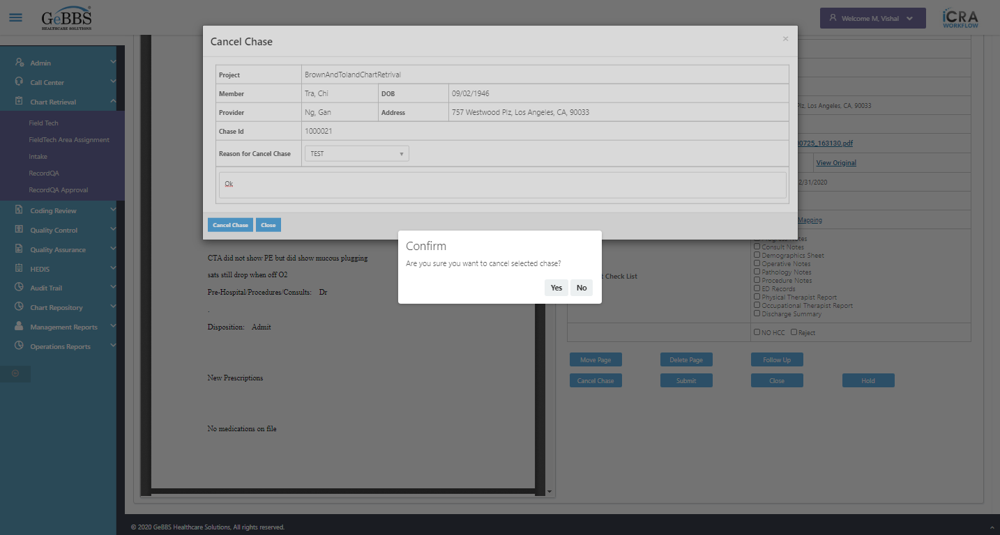 GeBBS
HEALTHCARE SOLUTIONS
Welcome M, Vishal
iCRA
WORKFLOW
Admin
Call Center
Chart Retrieval
Field Tech
FieldTech Area Assignment
Intake
RecordQA
RecordQA Approval
Coding Review
Quality Control
Quality Assurance
HEDIS
Audit Trail
Chart Repository
Management Reports
Operations Reports
Cancel Chase
×
Project BrownAndTolandChartRetrival
Member Tra, Chi DOB 09/02/1946
Provider Ng, Gan Address 757 Westwood Plz, Los Angeles, CA, 90033
Chase Id 1000021
Reason for Cancel Chase TEST
Ok
Cancel Chase Close
Confirm
Are you sure you want to cancel selected chase?
Yes No
CTA did not show PE but did show mucous plugging
sats still drop when off O2
Pre-Hospital/Procedures/Consults: Dr
.
Disposition: Admit
New Prescriptions
No medications on file
Plz, Los Angeles, CA, 90033
00725_163130.pdf
View Original
2/31/2020
Mapping
Notes
Consult Notes
Demographics Sheet
Operative Notes
Pathology Notes
Procedure Notes
ED Records
Physical Therapist Report
Occupational Therapist Report
Discharge Summary
t Check List
NO HCC Reject
Move Page Delete Page Follow Up
Cancel Chase Submit Close Hold
© 2020 GeBBS Healthcare Solutions, All rights reserved.